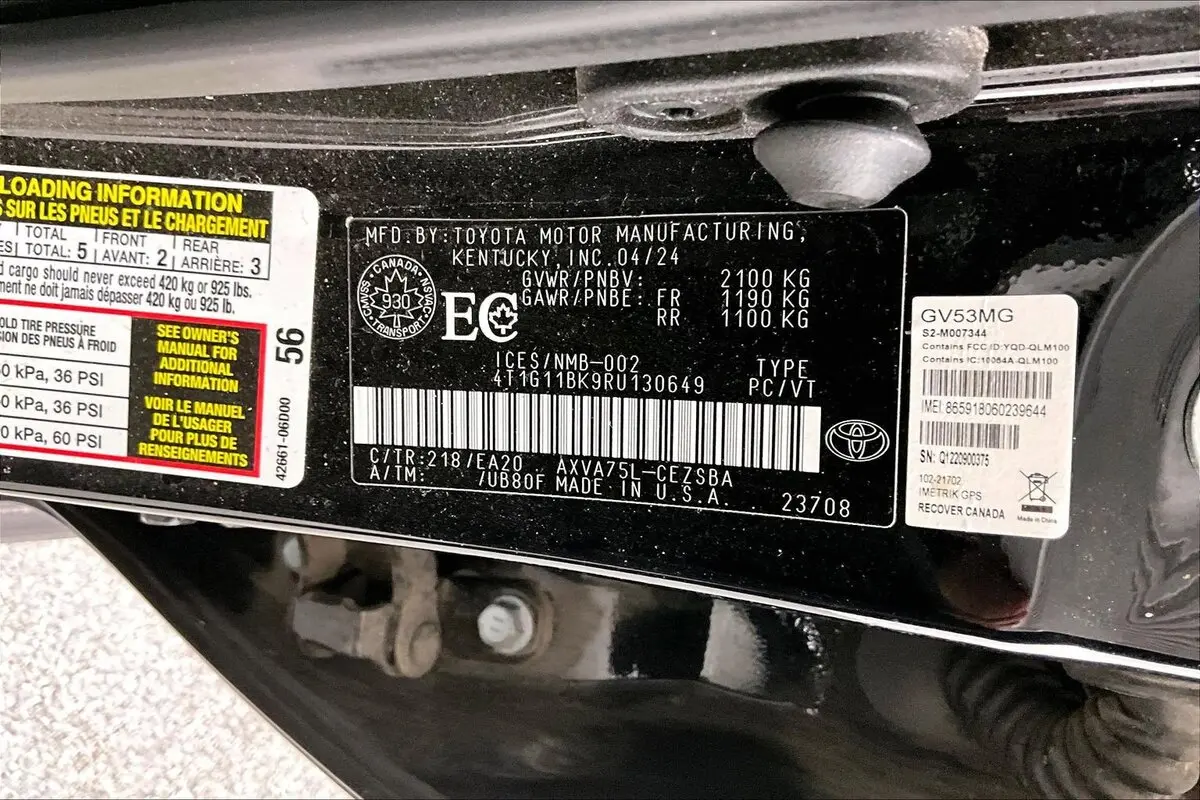 LOADING INFORMATION
SUR LES PNEUS ET LE CHARGEMENT
TOTAL FRONT REAR
TOTAL: 5 AVANT: 2 ARRIÈRE: 3
cargo should never exceed 420 kg or 925 lbs.
ne doit jamais dépasser 420 kg ou 925 lb.
TIRE PRESSURE
DES PNEUS À FROID
kPa, 36 PSI
kPa, 36 PSI
kPa, 60 PSI
SEE OWNER'S
MANUAL FOR
ADDITIONAL
INFORMATION
VOIR LE MANUEL
DE L'USAGER
POUR PLUS DE
RENSEIGNEMENTS
56
42661-06D00
MFD.BY:TOYOTA MOTOR MANUFACTURING,
KENTUCKY, INC.04/24
GVWR/PNBV: 2100 KG
GAWR/PNBE: FR 1190 KG
RR 1100 KG
CANADA
CMVSS NSVAC
930
TRANSPORT
EC
ICES/NMB-002 TYPE
4T1G11BK9RU130649 PC/VT
C/TR:218/EA20 AXVA75L-CEZSBA
A/TM: /UB80F MADE IN U.S.A.
23708
GV53MG
S2-M007344
Contains FCC ID:YQD-QLM100
Contains IC:10064A-QLM100
IMEI:865918060239644
SN: Q1220900375
102-21702
IMETRIK GPS
RECOVER CANADA
Made in China